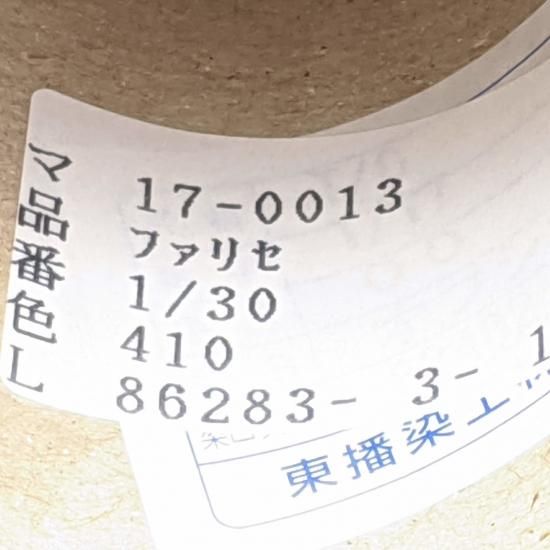 マ 17-0013
品 ファリセ
番 1/30
色 410
L 86283- 3- 1
東播染工